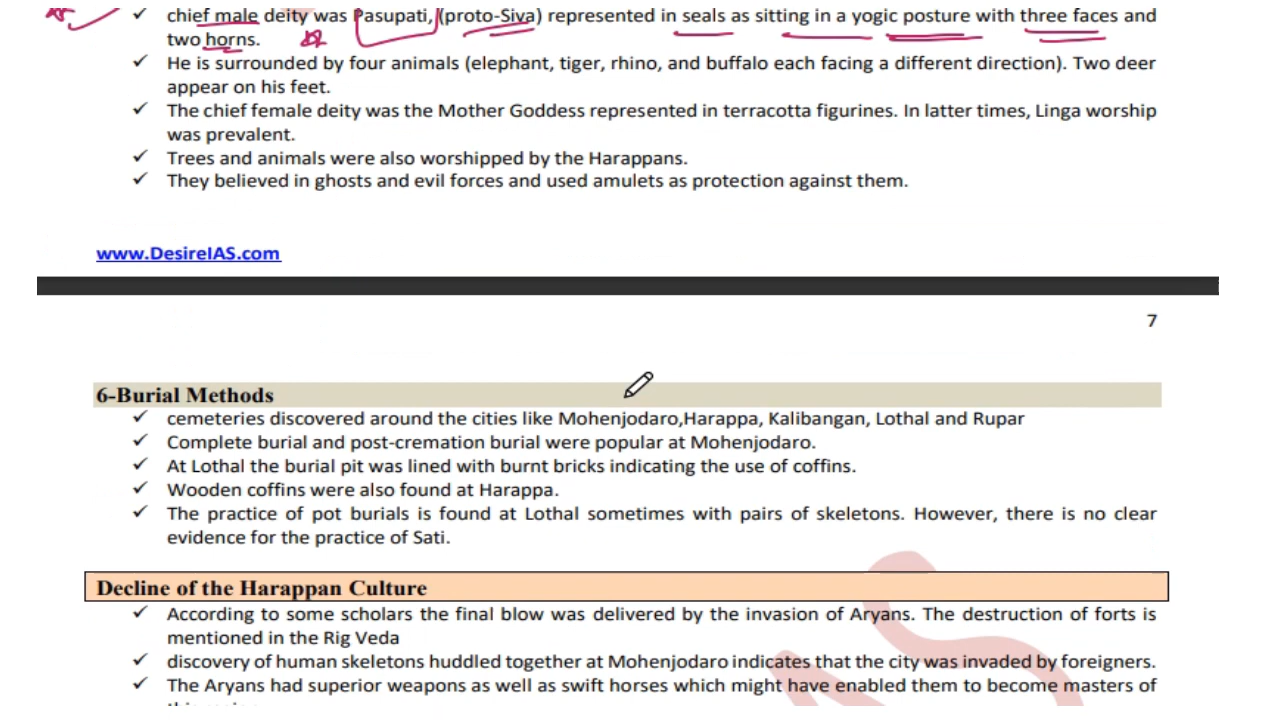 ✓ chief male deity was Pasupati, (proto-Siva) represented in seals as sitting in a yogic posture with three faces and
two horns.
✓ He is surrounded by four animals (elephant, tiger, rhino, and buffalo each facing a different direction). Two deer
appear on his feet.
✓ The chief female deity was the Mother Goddess represented in terracotta figurines. In latter times, Linga worship
was prevalent.
✓ Trees and animals were also worshipped by the Harappans.
✓ They believed in ghosts and evil forces and used amulets as protection against them.
www.DesireIAS.com
7
6-Burial Methods
✓ cemeteries discovered around the cities like Mohenjodaro,Harappa, Kalibangan, Lothal and Rupar
✓ Complete burial and post-cremation burial were popular at Mohenjodaro.
✓ At Lothal the burial pit was lined with burnt bricks indicating the use of coffins.
✓ Wooden coffins were also found at Harappa.
✓ The practice of pot burials is found at Lothal sometimes with pairs of skeletons. However, there is no clear
evidence for the practice of Sati.
Decline of the Harappan Culture
✓ According to some scholars the final blow was delivered by the invasion of Aryans. The destruction of forts is
mentioned in the Rig Veda
✓ discovery of human skeletons huddled together at Mohenjodaro indicates that the city was invaded by foreigners.
✓ The Aryans had superior weapons as well as swift horses which might have enabled them to become masters of